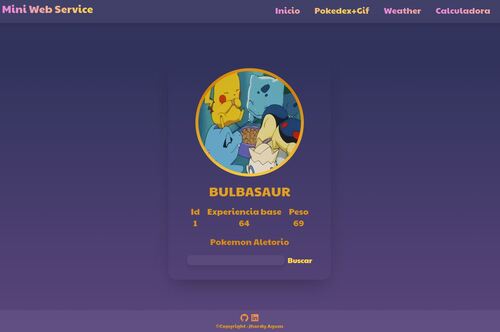 Mini Web Service
Inicio Pokedex+Gif Weather Calculadora
BULBASAUR
Id Experiencia base Peso
1 64 69
Pokemon Aletorio
Buscar
©Copyright - Jhordy